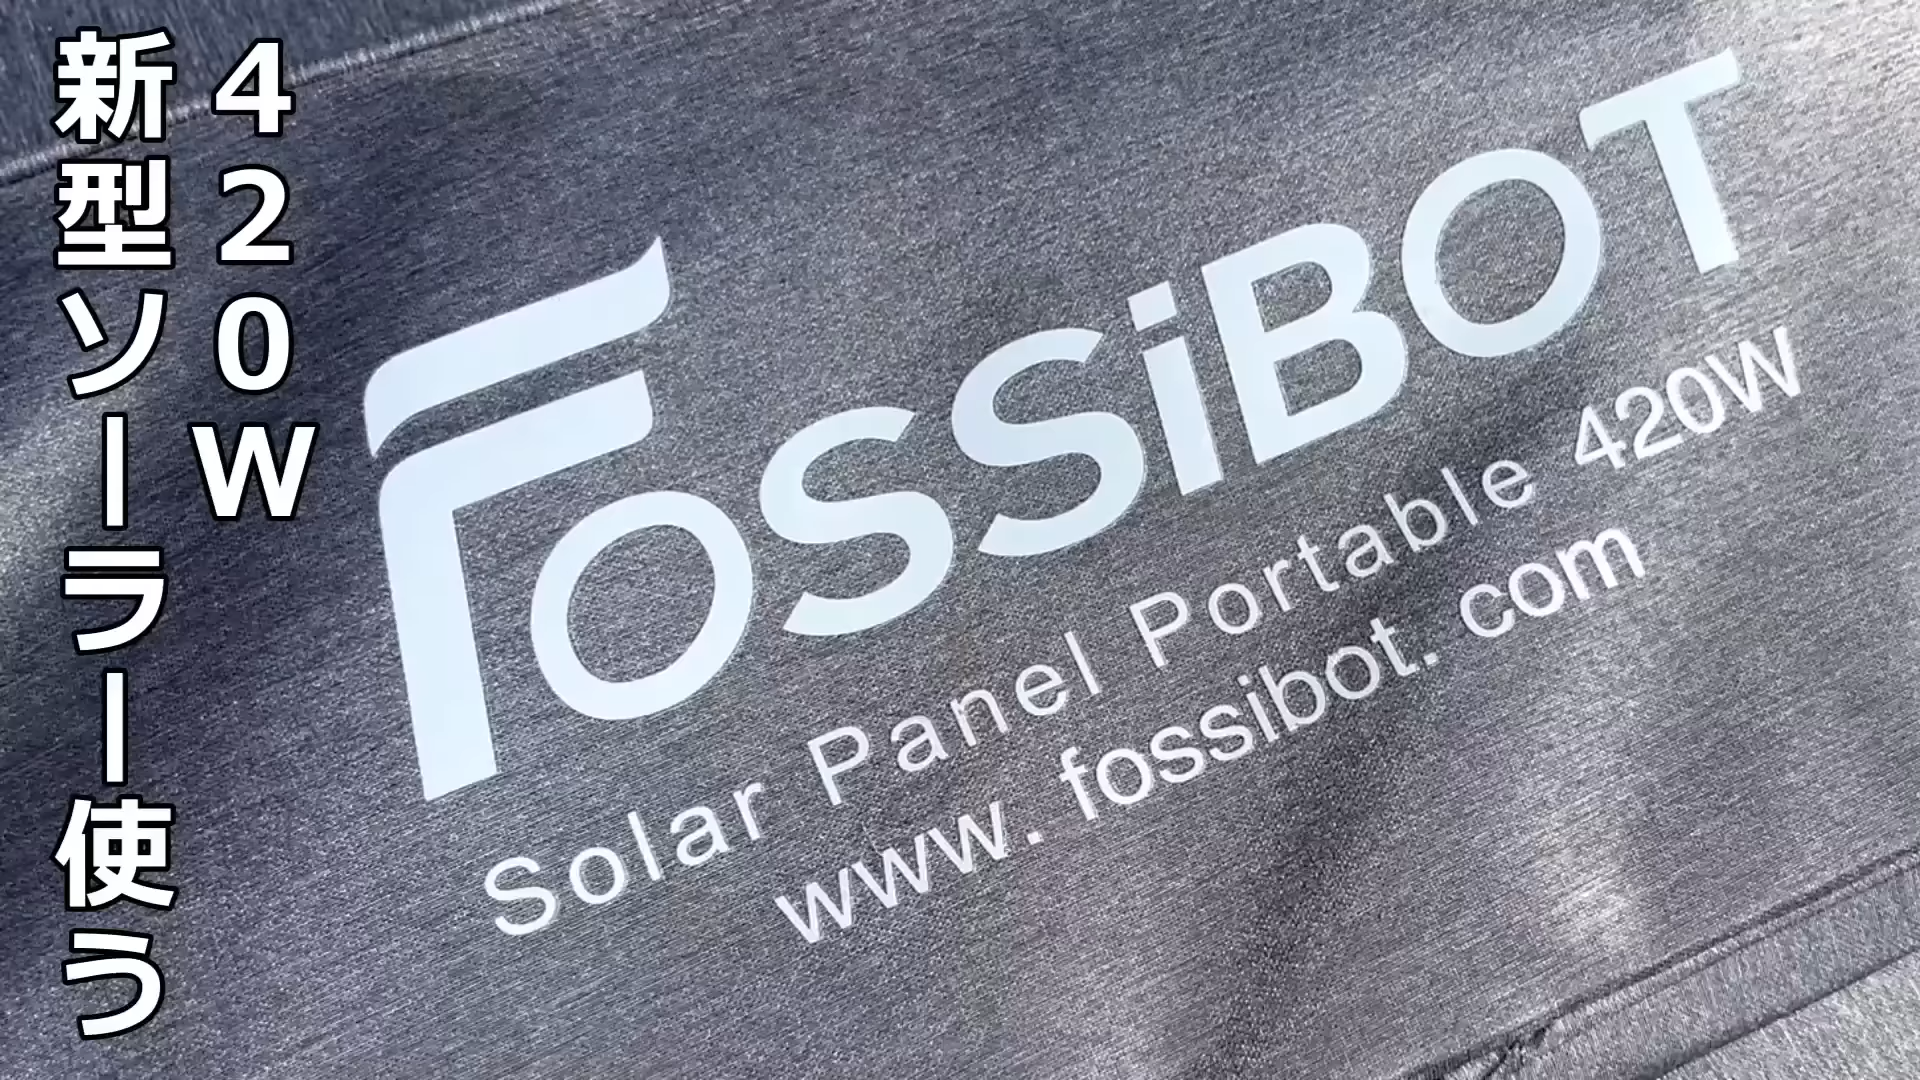 420W
新型ソーラー使う
FOSSiBOT
Solar Panel Portable 420W
www. fossibot. com